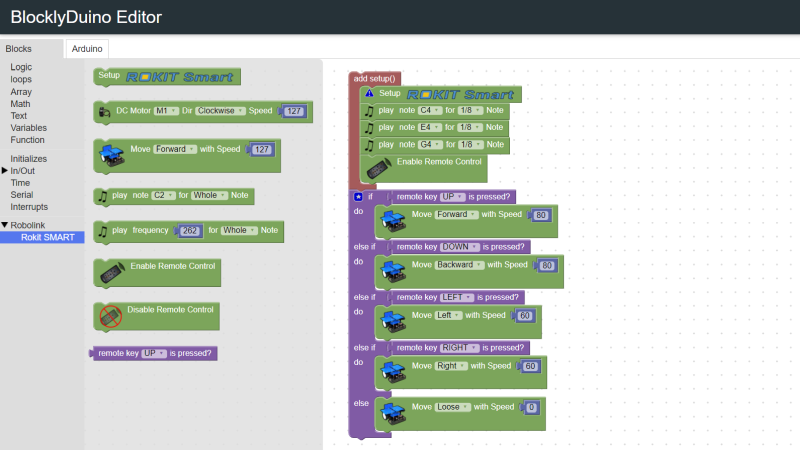 BlocklyDuino Editor
Blocks
Arduino
Logic
loops
Array
Math
Text
Variables
Function
Initializes
In/Out
Time
Serial
Interrupts
Robolink
Rokit SMART
Setup ROKIT Smart
DC Motor M1 Dir Clockwise Speed 127
Move Forward with Speed 127
play note C2 for Whole Note
play frequency 262 for Whole Note
Enable Remote Control
Disable Remote Control
remote key UP is pressed?
add setup()
Setup ROKIT Smart
play note C4 for 1/8 Note
play note E4 for 1/8 Note
play note G4 for 1/8 Note
Enable Remote Control
if remote key UP is pressed?
do Move Forward with Speed 80
else if remote key DOWN is pressed?
do Move Backward with Speed 80
else if remote key LEFT is pressed?
do Move Left with Speed 60
else if remote key RIGHT is pressed?
do Move Right with Speed 60
else Move Loose with Speed 0